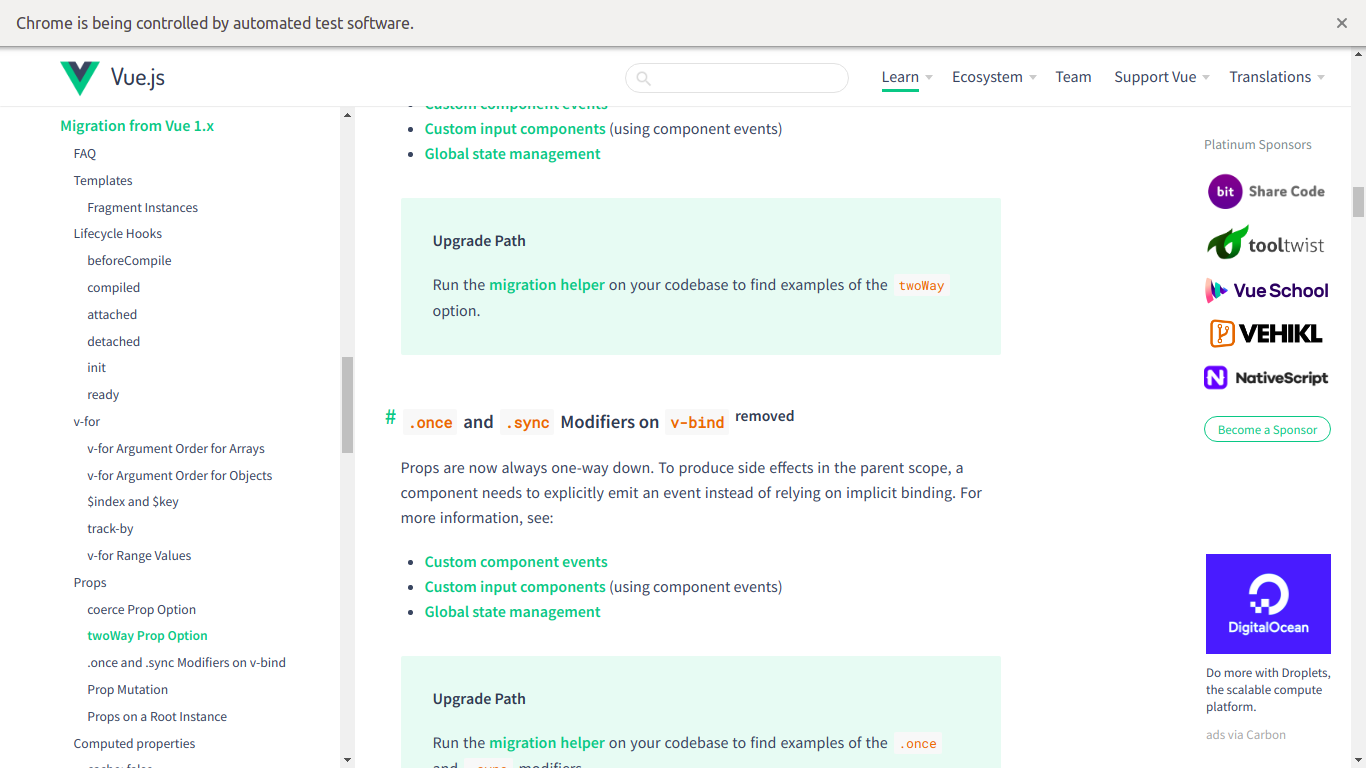 Chrome is being controlled by automated test software.
Vue.js
Learn
Ecosystem
Team
Support Vue
Translations
Migration from Vue 1.x
FAQ
Templates
Fragment Instances
Lifecycle Hooks
beforeCompile
compiled
attached
detached
init
ready
v-for
v-for Argument Order for Arrays
v-for Argument Order for Objects
$index and $key
track-by
v-for Range Values
Props
coerce Prop Option
twoWay Prop Option
.once and .sync Modifiers on v-bind
Prop Mutation
Props on a Root Instance
Computed properties
cache: false
Custom component events
Custom input components (using component events)
Global state management
Upgrade Path
Run the migration helper on your codebase to find examples of the twoWay
option.
# .once and .sync Modifiers on v-bind removed
Props are now always one-way down. To produce side effects in the parent scope, a
component needs to explicitly emit an event instead of relying on implicit binding. For
more information, see:
Custom component events
Custom input components (using component events)
Global state management
Upgrade Path
Run the migration helper on your codebase to find examples of the .once
and .sync modifiers
Platinum Sponsors
bit Share Code
tooltwist
Vue School
VEHIKL
N NativeScript
Become a Sponsor
DigitalOcean
Do more with Droplets,
the scalable compute
platform.
ads via Carbon